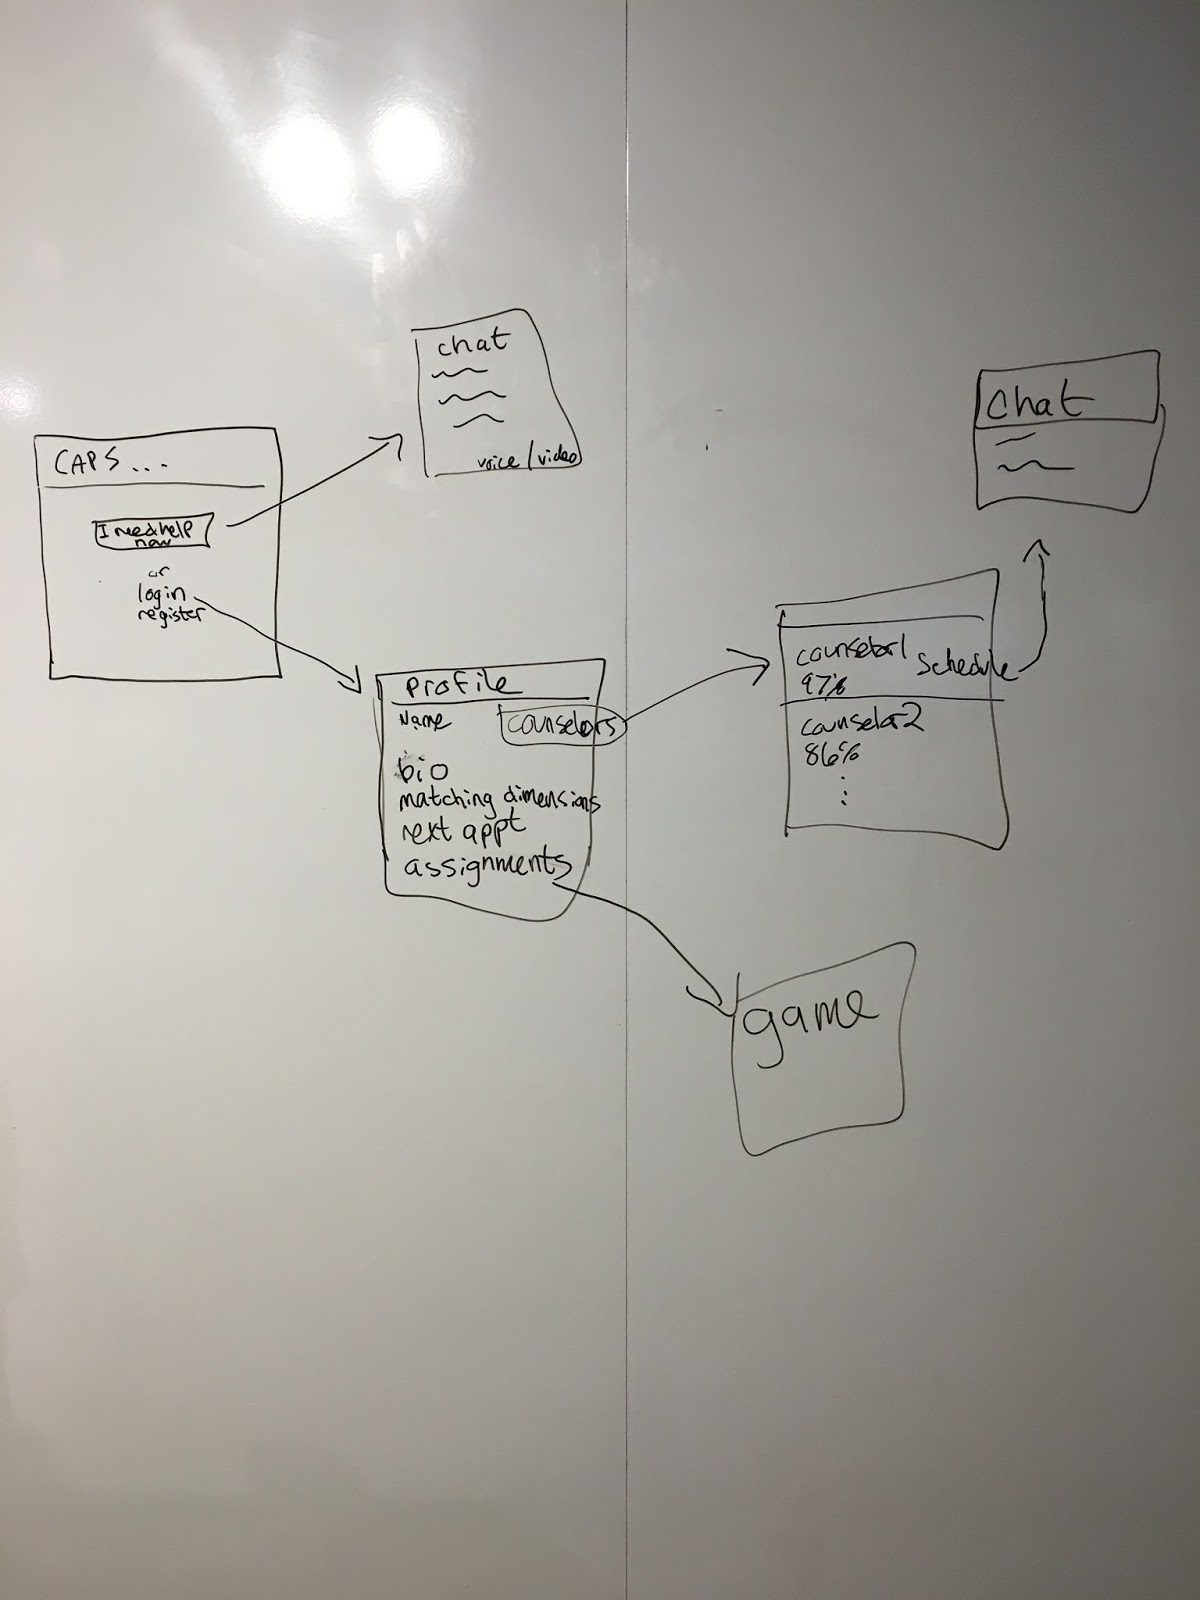 CAPS...
I need help
now
or
login
register
chat
voice/video
Profile
Name
counselors
bio
matching dimensions
next appt
assignments
counselor1
97%
schedule
counselor2
86%
chat
game